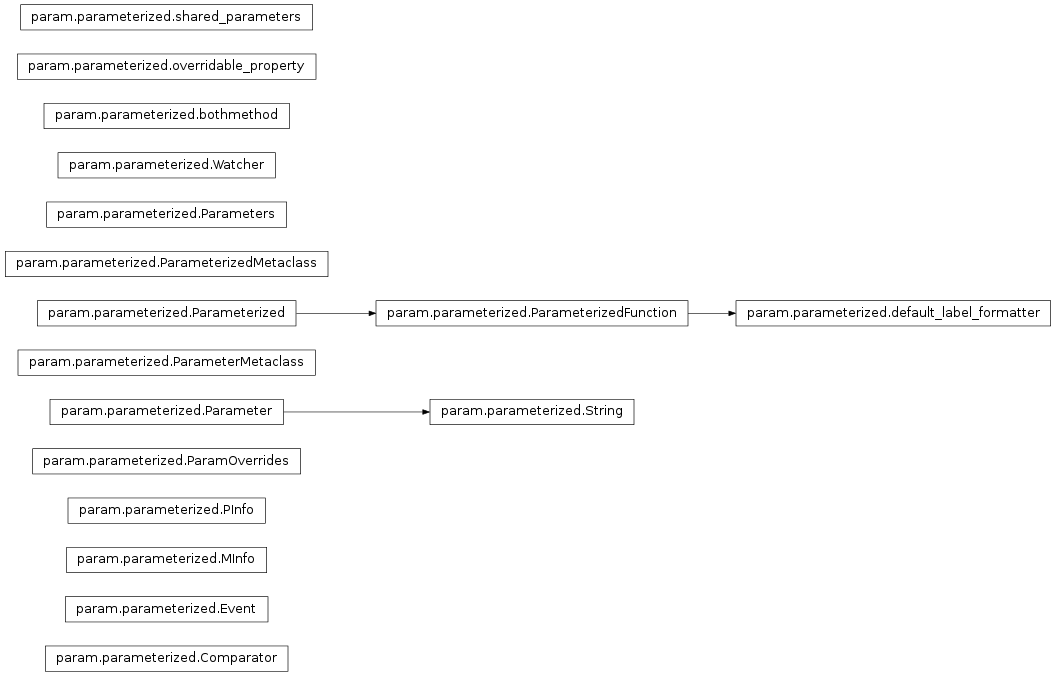 param.parameterized.shared_parameters
param.parameterized.overridable_property
param.parameterized.bothmethod
param.parameterized.Watcher
param.parameterized.Parameters
param.parameterized.ParameterizedMetaclass
param.parameterized.Parameterized
param.parameterized.ParameterizedFunction
param.parameterized.default_label_formatter
param.parameterized.ParameterMetaclass
param.parameterized.Parameter
param.parameterized.String
param.parameterized.ParamOverrides
param.parameterized.PInfo
param.parameterized.MInfo
param.parameterized.Event
param.parameterized.Comparator